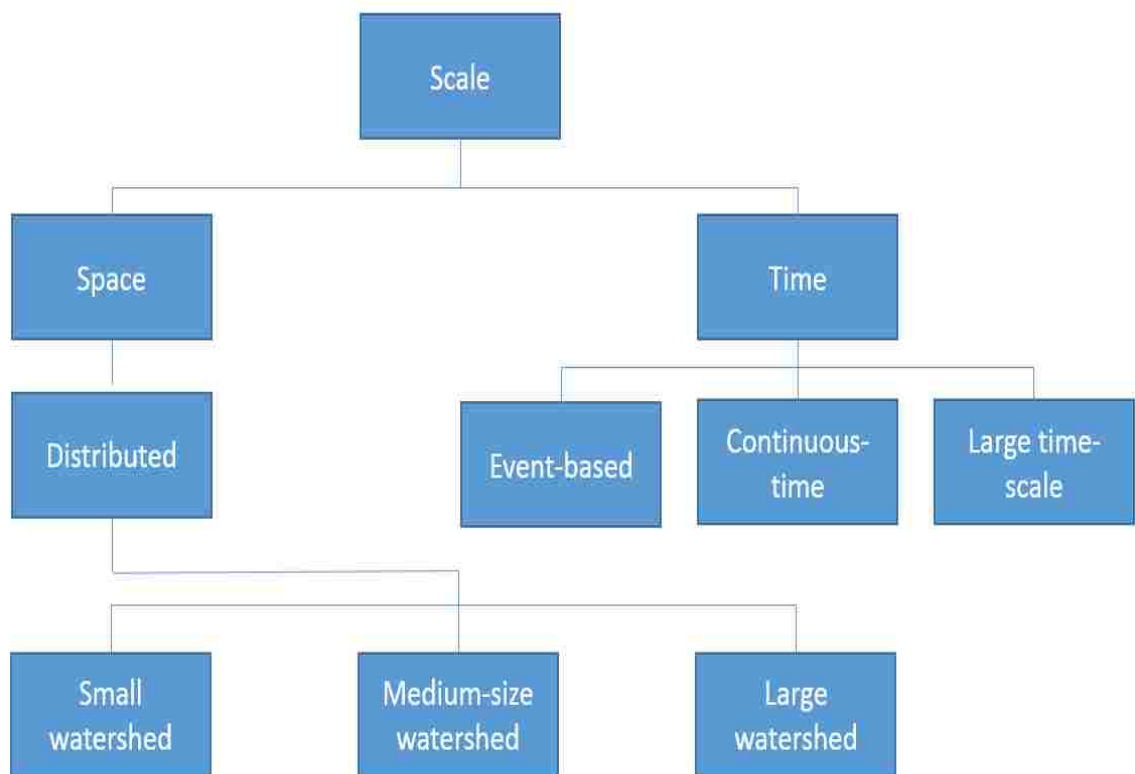 Scale
Space
Time
Distributed
Event-based
Continuous-
time
Large time-
scale
Small
watershed
Medium-size
watershed
Large
watershed